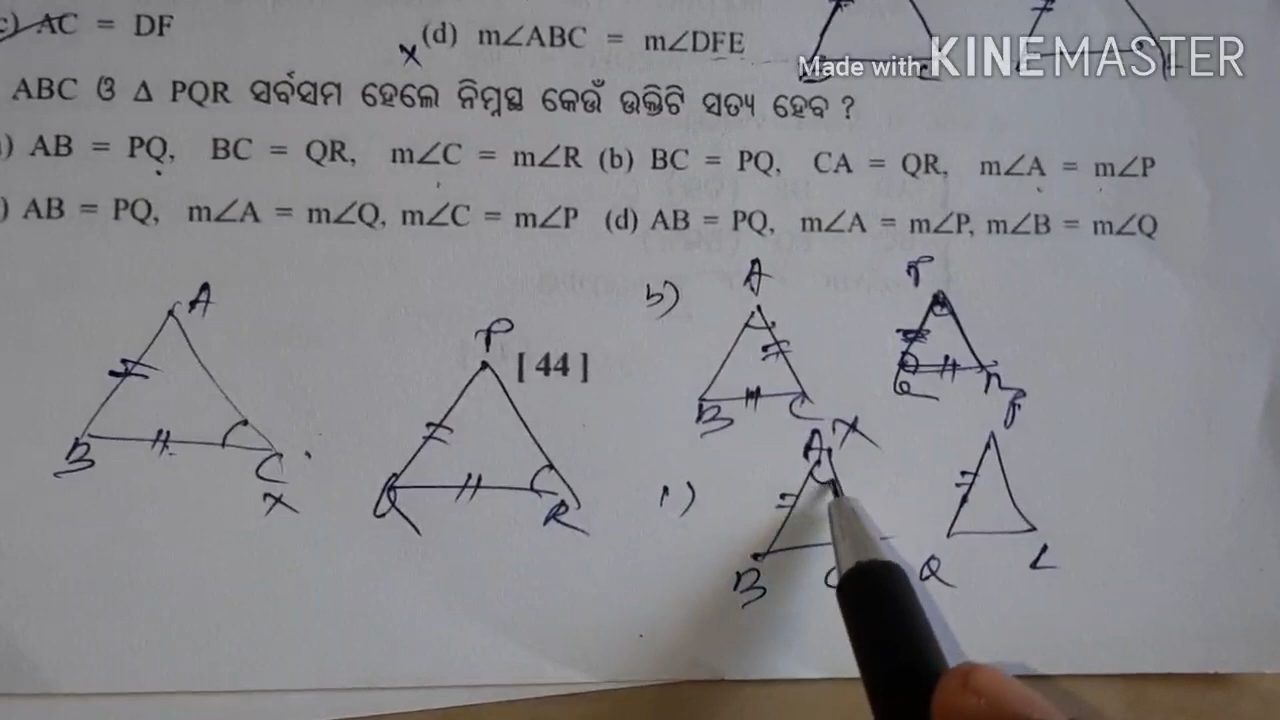 c) AC = DF (d) m∠ABC = m∠DFE
Made with KINEMASTER
ABC ଓ Δ PQR ସର୍ବସମ ହେଲେ ନିମ୍ନସ୍ଥ କେଉଁ ଉକ୍ତିଟି ସତ୍ୟ ହେବ ?
) AB = PQ, BC = QR, m∠C = m∠R (b) BC = PQ, CA = QR, m∠A = m∠P
) AB = PQ, m∠A = m∠Q, m∠C = m∠P (d) AB = PQ, m∠A = m∠P, m∠B = m∠Q
A B C
P Q R
[ 44 ]
b) A B C
P Q
A B C
Q